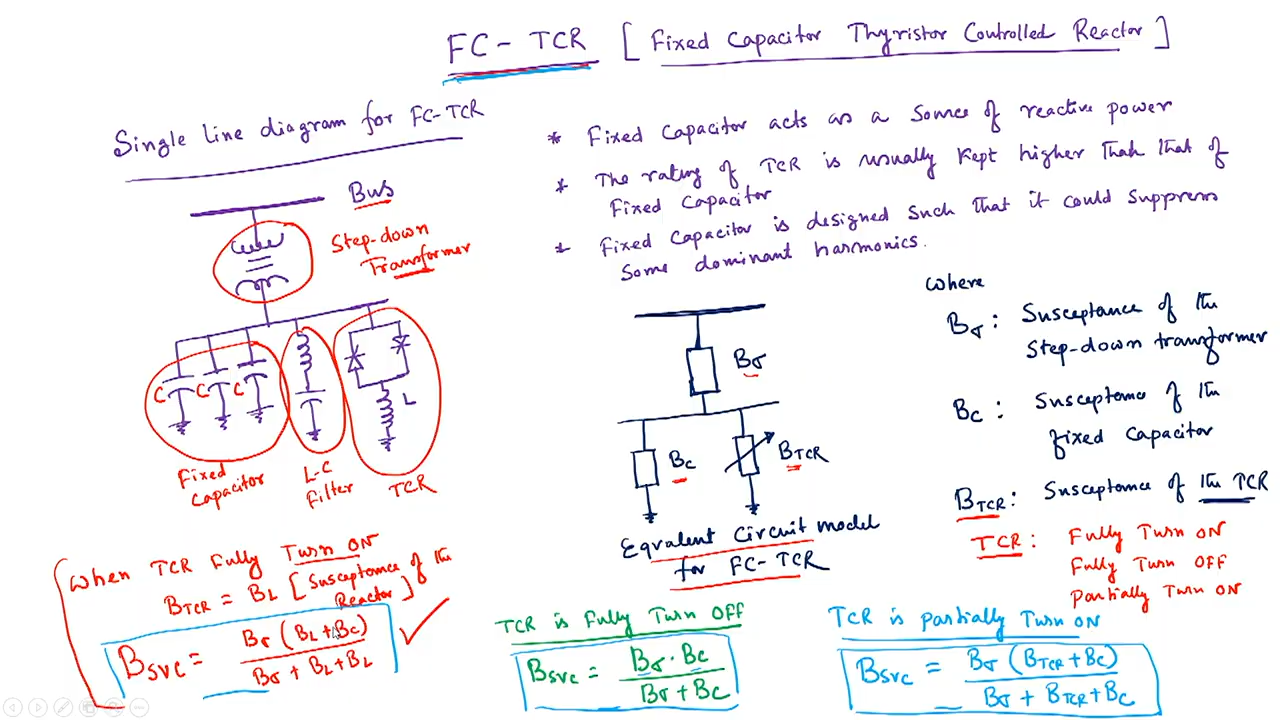 FC - TCR [ Fixed Capacitor Thyristor Controlled Reactor ]
Single line diagram for FC-TCR
Bus
Step-down
Transformer
C C C
L
Fixed
Capacitor
L-C
Filter
TCR
* Fixed Capacitor acts as a Source of reactive power
* The rating of TCR is usually kept higher than that of
Fixed Capacitor
* Fixed Capacitor is designed such that it could suppress
some dominant harmonics.
Bσ
Bc
BTCR
Eqvalent Circuit model
for FC-TCR
where
Bσ : Susceptance of the
step-down transformer
Bc : Susceptance of the
fixed capacitor
BTCR : Susceptance of the TCR
TCR : Fully Turn ON
Fully Turn OFF
Partially Turn ON
When TCR Fully Turn ON
BTCR = BL [ Susceptance of the
Reactor ]
Bsvc = Bσ (BL + Bc)
Bσ + BL + BL
TCR is Fully Turn OFF
Bsvc = Bσ · Bc
Bσ + Bc
TCR is partially Turn ON
Bsvc = Bσ (BTCR + Bc)
Bσ + BTCR + Bc